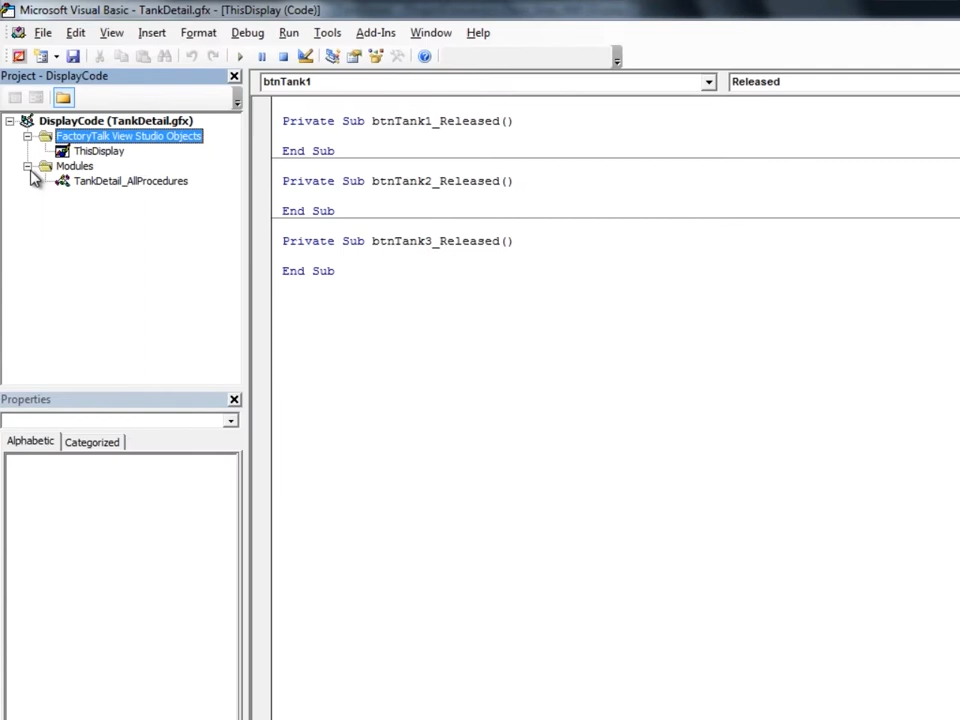 Microsoft Visual Basic - TankDetail.gfx - [ThisDisplay (Code)]
File Edit View Insert Format Debug Run Tools Add-Ins Window Help
Project - DisplayCode
btnTank1
Released
DisplayCode (TankDetail.gfx)
FactoryTalk View Studio Objects
ThisDisplay
Modules
TankDetail_AllProcedures
Private Sub btnTank1_Released()
End Sub
Private Sub btnTank2_Released()
End Sub
Private Sub btnTank3_Released()
End Sub
Properties
Alphabetic Categorized